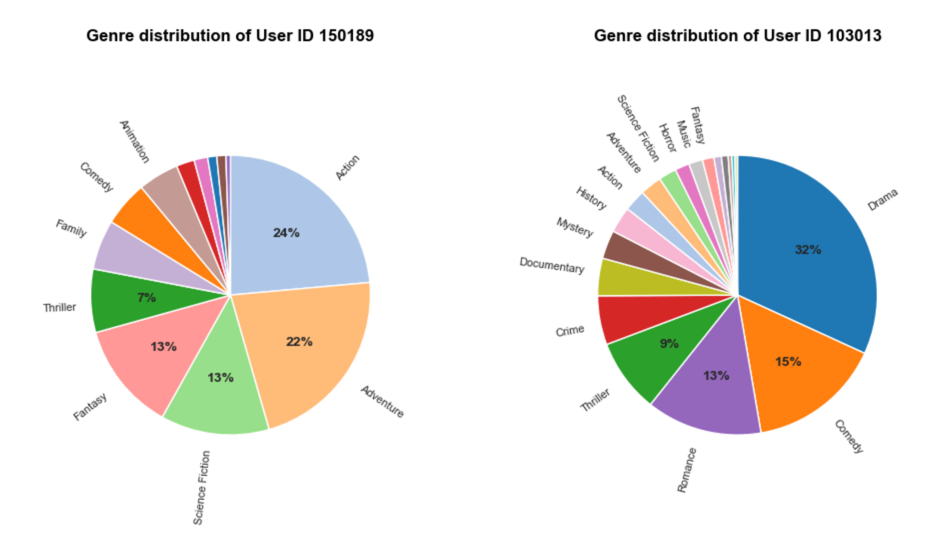 Genre distribution of User ID 150189
Animation
Comedy
Family
Thriller
Fantasy
Science Fiction
Adventure
Action
24%
22%
13%
13%
7%
Genre distribution of User ID 103013
Fantasy
Music
Horror
Science Fiction
Adventure
Action
History
Mystery
Documentary
Crime
Thriller
Romance
Comedy
Drama
32%
15%
13%
9%